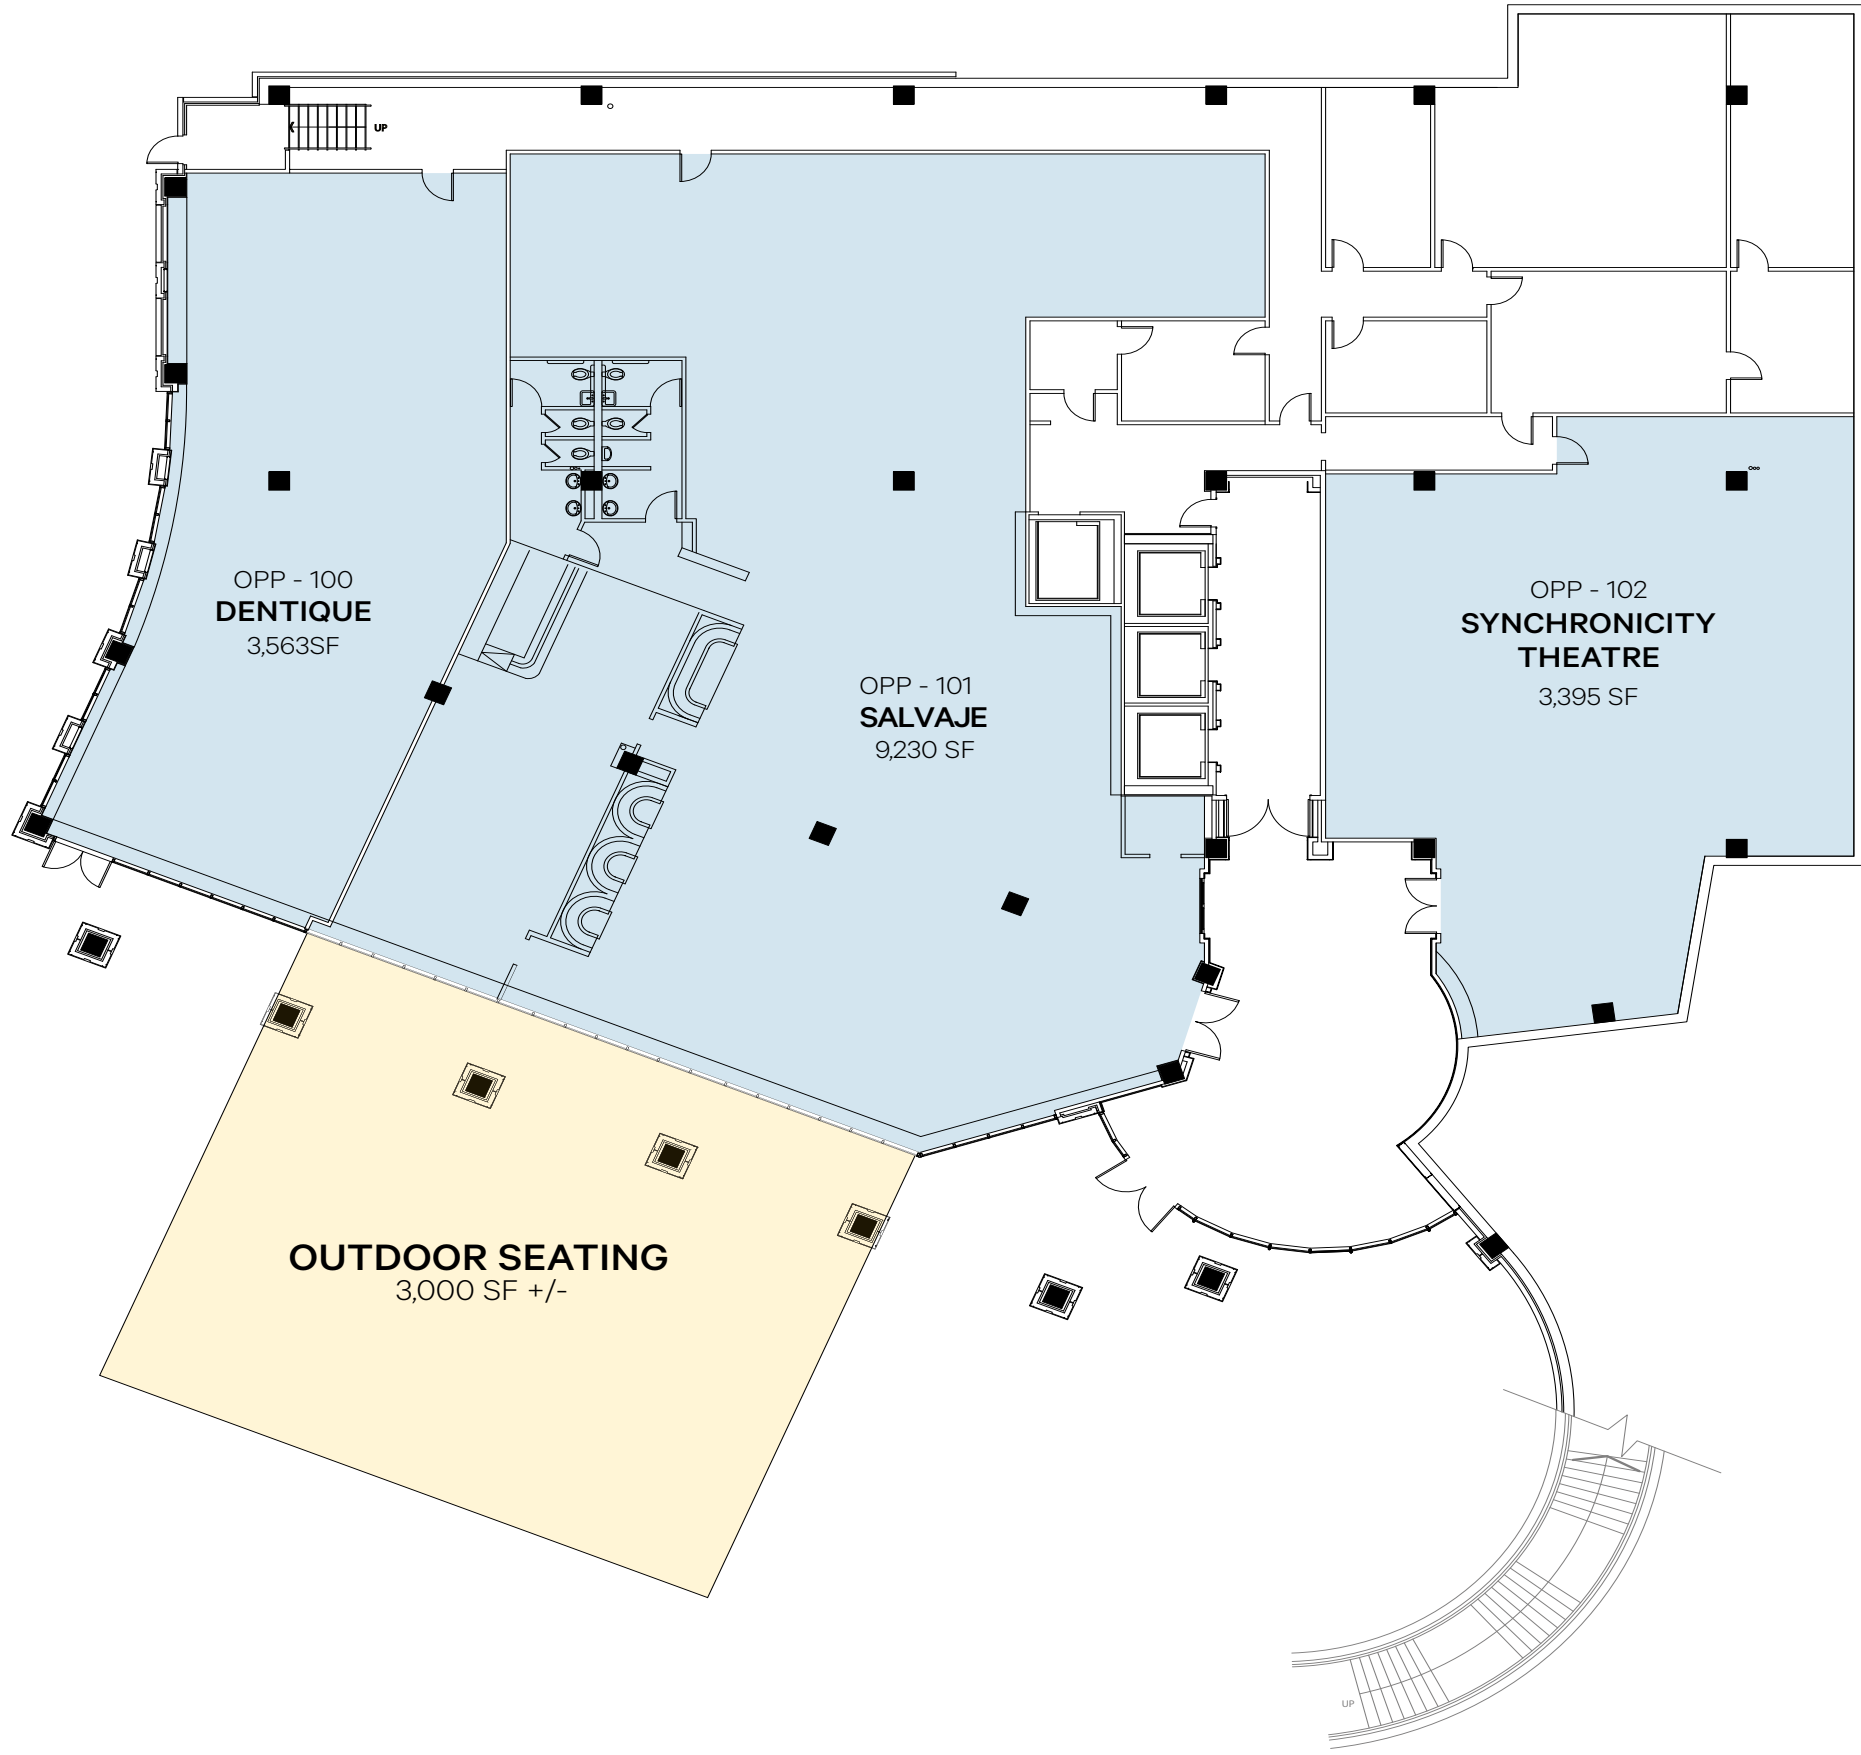 UP
OPP - 100
DENTIQUE
3,563SF
OPP - 101
SALVAJE
9,230 SF
OPP - 102
SYNCHRONICITY
THEATRE
3,395 SF
OUTDOOR SEATING
3,000 SF +/-
UP